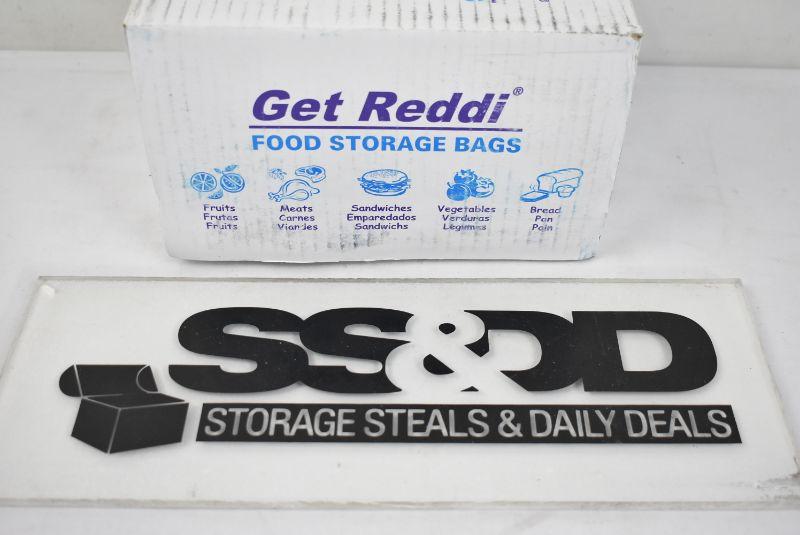 Get Reddi®
FOOD STORAGE BAGS
Fruits Meats Sandwiches Vegetables Bread
Frutas Carnes Emparedados Verduras Pan
Fruits Viandes Sandwichs Légumes Pain
SS&DD
STORAGE STEALS & DAILY DEALS